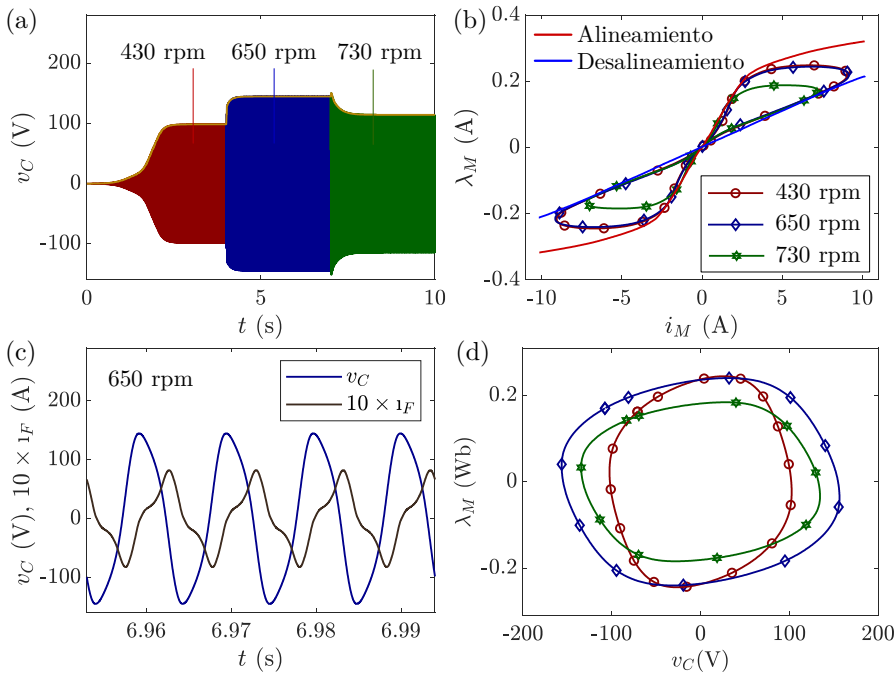 (a)
200
100
0
-100
v_C (V)
430 rpm 650 rpm 730 rpm
0 5 10
t (s)
(b)
0.4
0.2
0
-0.2
-0.4
λ_M (A)
Alineamiento
Desalineamiento
430 rpm
650 rpm
730 rpm
-10 -5 0 5 10
i_M (A)
(c)
200
100
0
-100
v_C (V), 10 × ı_F (A)
650 rpm
v_C
10 × ı_F
6.96 6.97 6.98 6.99
t (s)
(d)
0.2
0
-0.2
λ_M (Wb)
-200 -100 0 100 200
v_C(V)